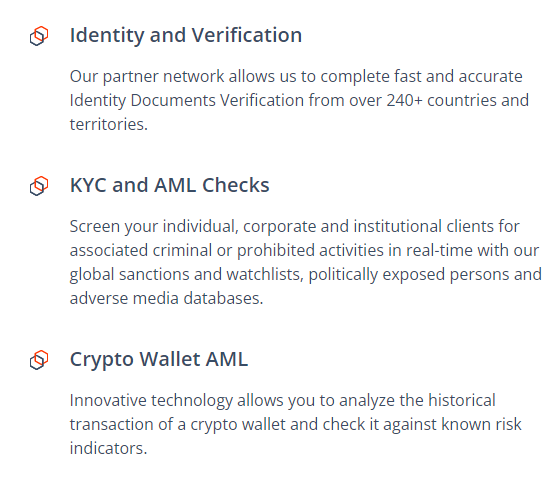 Identity and Verification
Our partner network allows us to complete fast and accurate
Identity Documents Verification from over 240+ countries and
territories.
KYC and AML Checks
Screen your individual, corporate and institutional clients for
associated criminal or prohibited activities in real-time with our
global sanctions and watchlists, politically exposed persons and
adverse media databases.
Crypto Wallet AML
Innovative technology allows you to analyze the historical
transaction of a crypto wallet and check it against known risk
indicators.